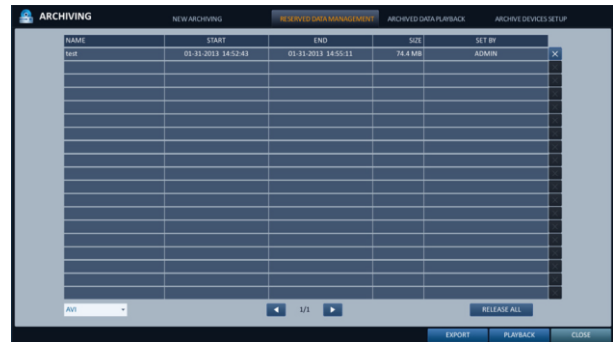 ARCHIVING NEW ARCHIVING RESERVED DATA MANAGEMENT ARCHIVED DATA PLAYBACK ARCHIVE DEVICES SETUP
NAME START END SIZE SET BY
test 01-31-2013 14:52:43 01-31-2013 14:55:11 74.4 MB ADMIN
AVI 1/1 RELEASE ALL
EXPORT PLAYBACK CLOSE